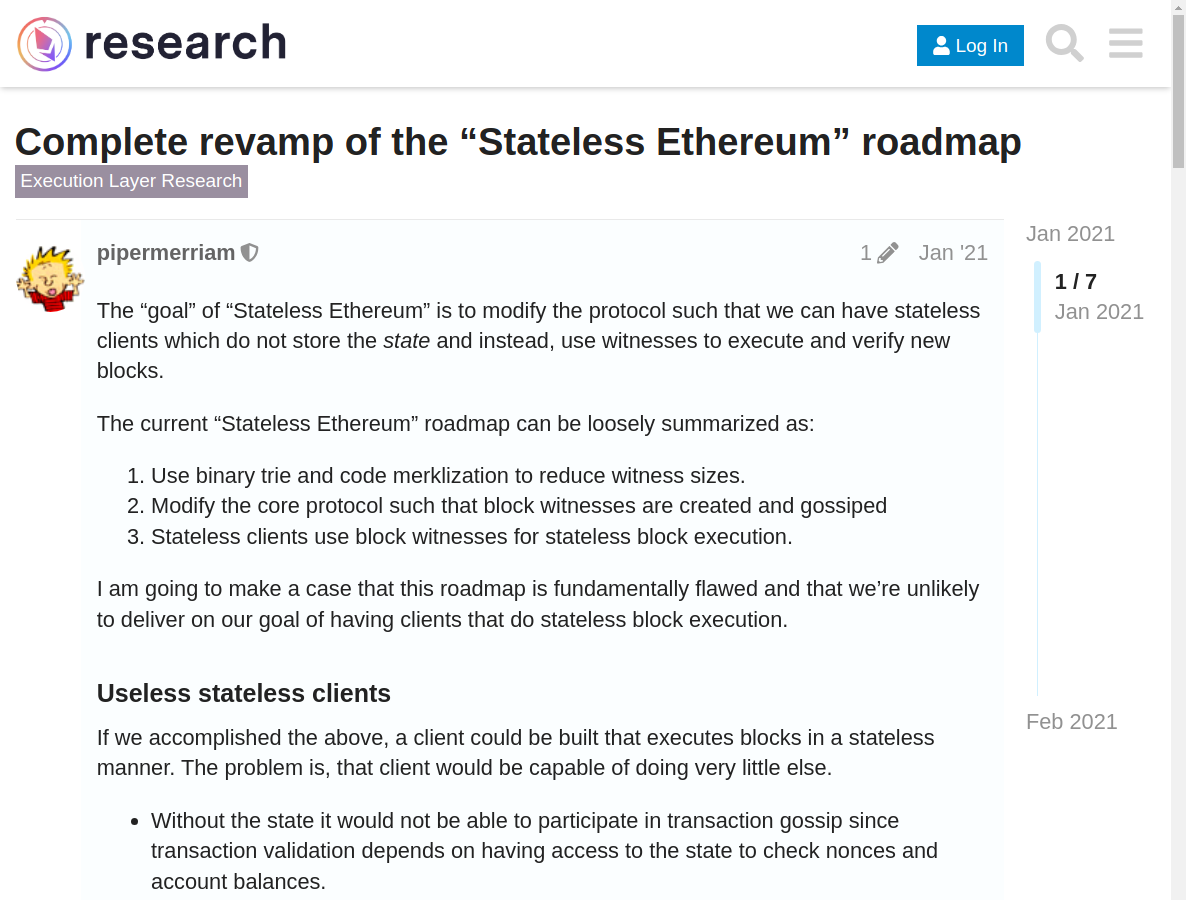 research
Log In
Complete revamp of the “Stateless Ethereum” roadmap
Execution Layer Research
pipermerriam
1
Jan '21
Jan 2021
1 / 7
Jan 2021
The “goal” of “Stateless Ethereum” is to modify the protocol such that we can have stateless
clients which do not store the state and instead, use witnesses to execute and verify new
blocks.
The current “Stateless Ethereum” roadmap can be loosely summarized as:
1. Use binary trie and code merklization to reduce witness sizes.
2. Modify the core protocol such that block witnesses are created and gossiped
3. Stateless clients use block witnesses for stateless block execution.
I am going to make a case that this roadmap is fundamentally flawed and that we’re unlikely
to deliver on our goal of having clients that do stateless block execution.
Useless stateless clients
Feb 2021
If we accomplished the above, a client could be built that executes blocks in a stateless
manner. The problem is, that client would be capable of doing very little else.
• Without the state it would not be able to participate in transaction gossip since
transaction validation depends on having access to the state to check nonces and
account balances.